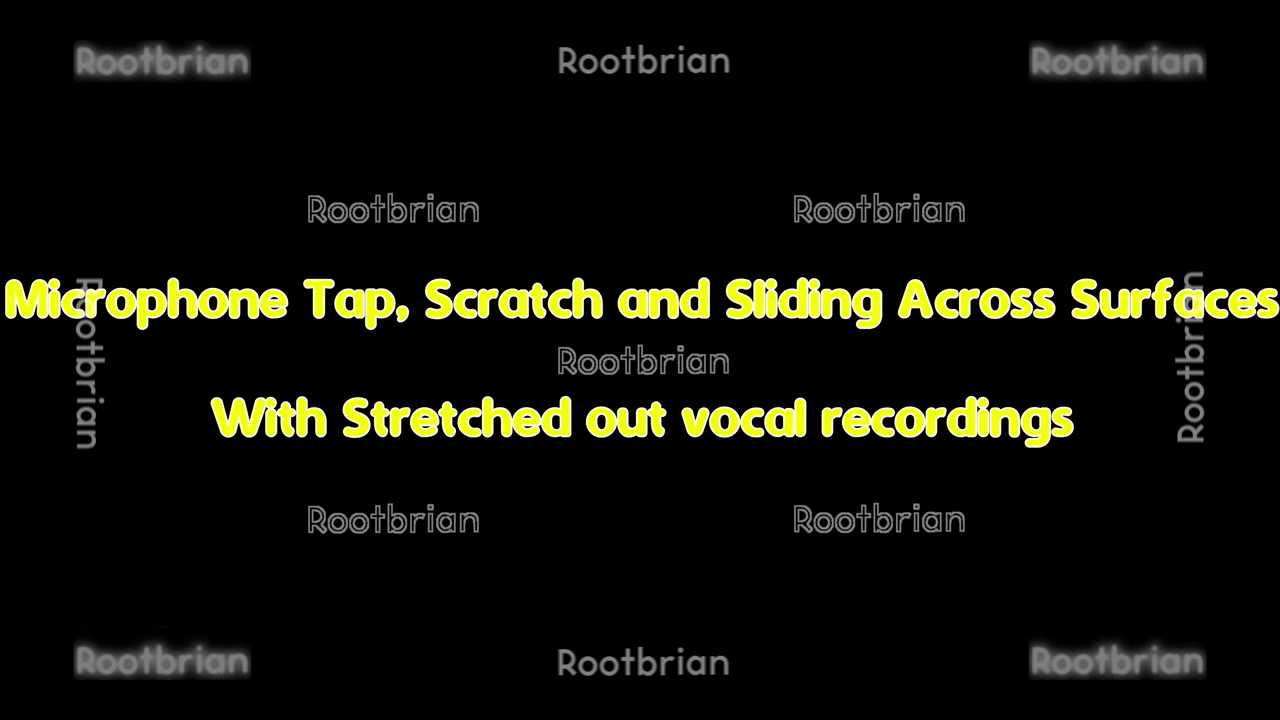 Rootbrian Rootbrian Rootbrian
Rootbrian Rootbrian
Microphone Tap, Scratch and Sliding Across Surfaces
Rootbrian
Rootbrian
Rootbrian
With Stretched out vocal recordings
Rootbrian Rootbrian
Rootbrian Rootbrian Rootbrian